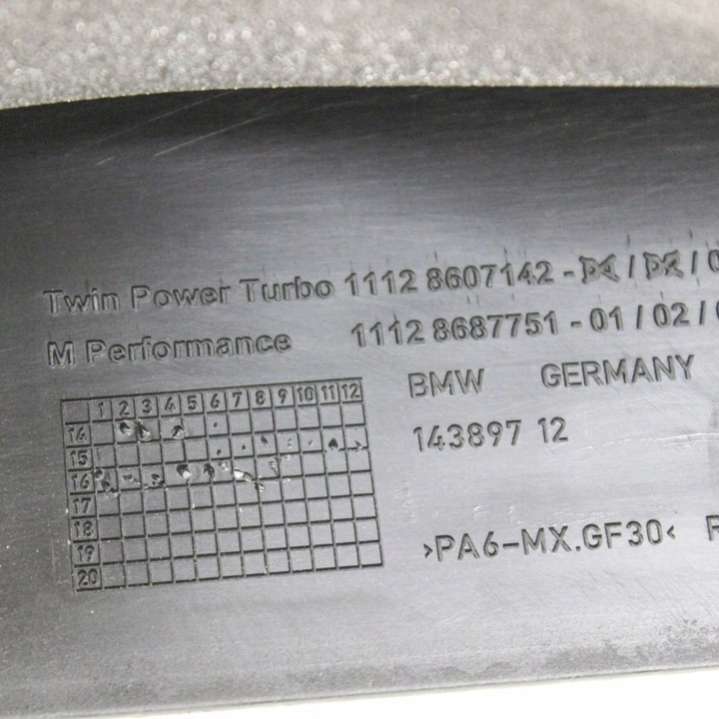 Twin Power Turbo 1112 8607142 - / /
M Performance 1112 8687751 - 01 / 02 /
BMW GERMANY
143897 12
1 2 3 4 5 6 7 8 9 10 11 12
14
15
16
17
18
19
20
>PA6-MX.GF30<